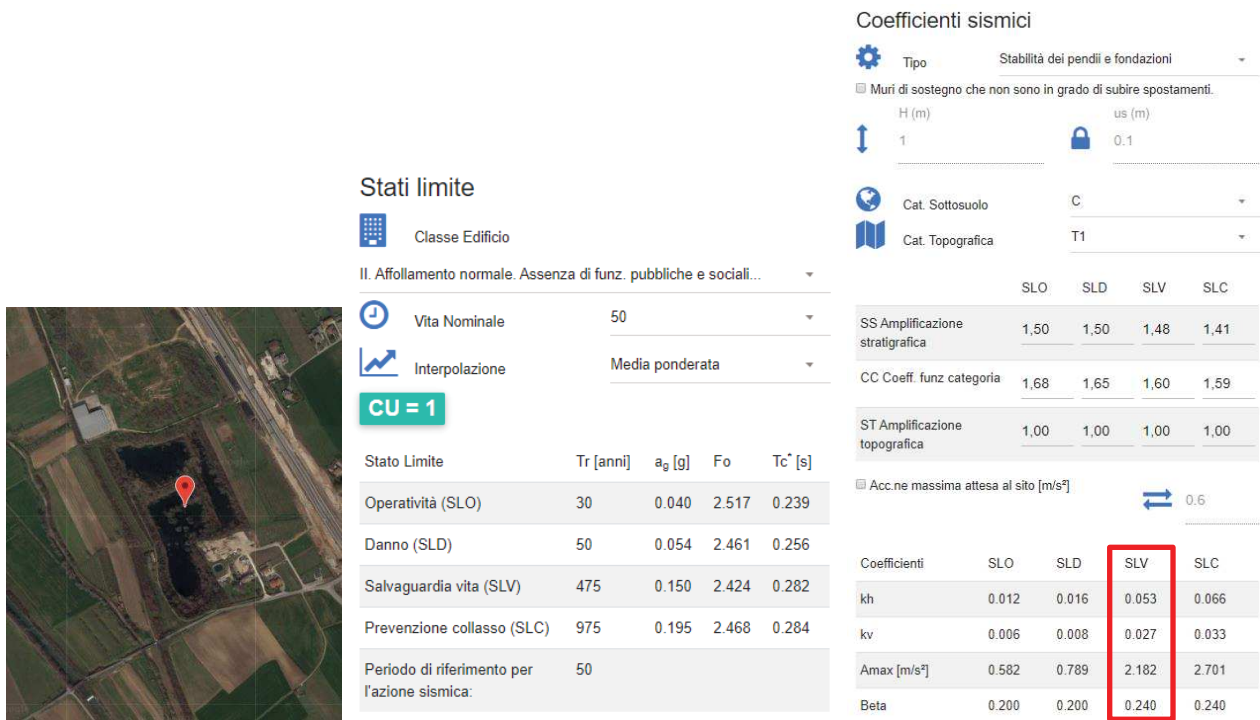 Stati limite
Classe Edificio
II. Affollamento normale. Assenza di funz. pubbliche e sociali...
Vita Nominale 50
Interpolazione Media ponderata
CU = 1
Stato Limite Tr [anni] ag [g] Fo Tc* [s]
Operatività (SLO) 30 0.040 2.517 0.239
Danno (SLD) 50 0.054 2.461 0.256
Salvaguardia vita (SLV) 475 0.150 2.424 0.282
Prevenzione collasso (SLC) 975 0.195 2.468 0.284
Periodo di riferimento per 50
l'azione sismica:
Coefficienti sismici
Tipo Stabilità dei pendii e fondazioni
Muri di sostegno che non sono in grado di subire spostamenti.
H (m) us (m)
1 0.1
Cat. Sottosuolo C
Cat. Topografica T1
SLO SLD SLV SLC
SS Amplificazione 1,50 1,50 1,48 1,41
stratigrafica
CC Coeff. funz categoria 1,68 1,65 1,60 1,59
ST Amplificazione 1,00 1,00 1,00 1,00
topografica
Acc.ne massima attesa al sito [m/s²]
0.6
Coefficienti SLO SLD SLV SLC
kh 0.012 0.016 0.053 0.066
kv 0.006 0.008 0.027 0.033
Amax [m/s²] 0.582 0.789 2.182 2.701
Beta 0.200 0.200 0.240 0.240